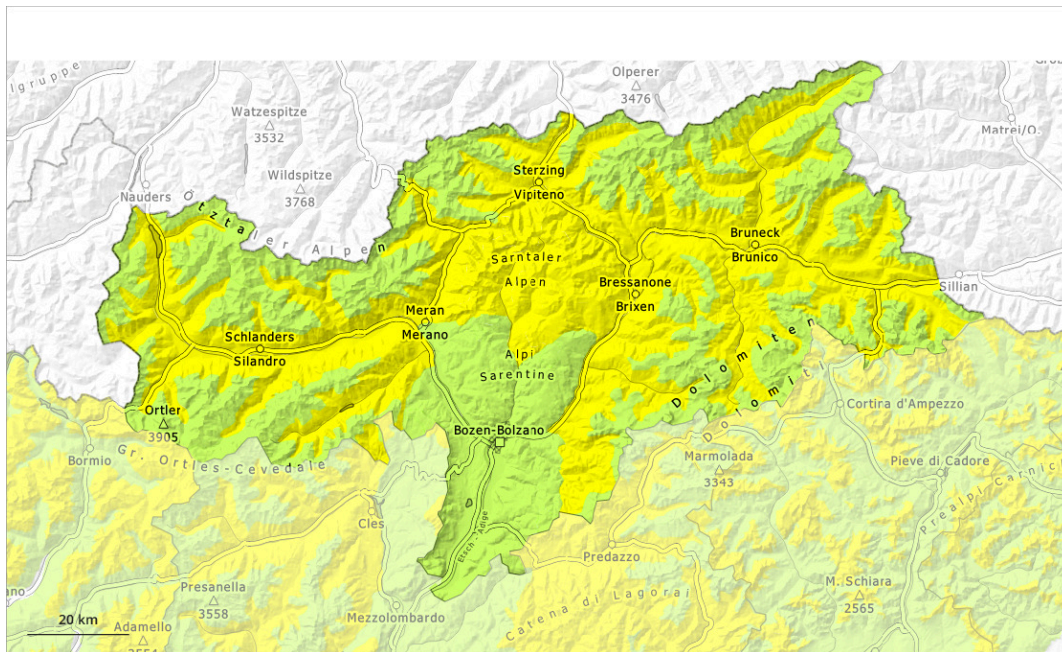 Olperer
3476
Watzespitze
3532
Matrei/O.
Nauders
Wildspitze
3768
Sterzing
Vipiteno
Ötztaler Alpen
Bruneck
Brunico
Sarntaler
Alpen
Bressanone
Brixen
Sillian
Meran
Merano
Schlanders
Silandro
Alpi
Sarentine
Dolomiten
Dolomiti
Ortler
3905
Cortina d'Ampezzo
Bozen-Bolzano
Gr. Ortles-Cevedale
Bormio
Marmolada
3343
Pieve di Cadore
Cles
Etsch - Adige
Predazzo
Presanella
3558
M. Schiara
2565
Catena di Lagorai
20 km
Mezzolombardo
Adamello